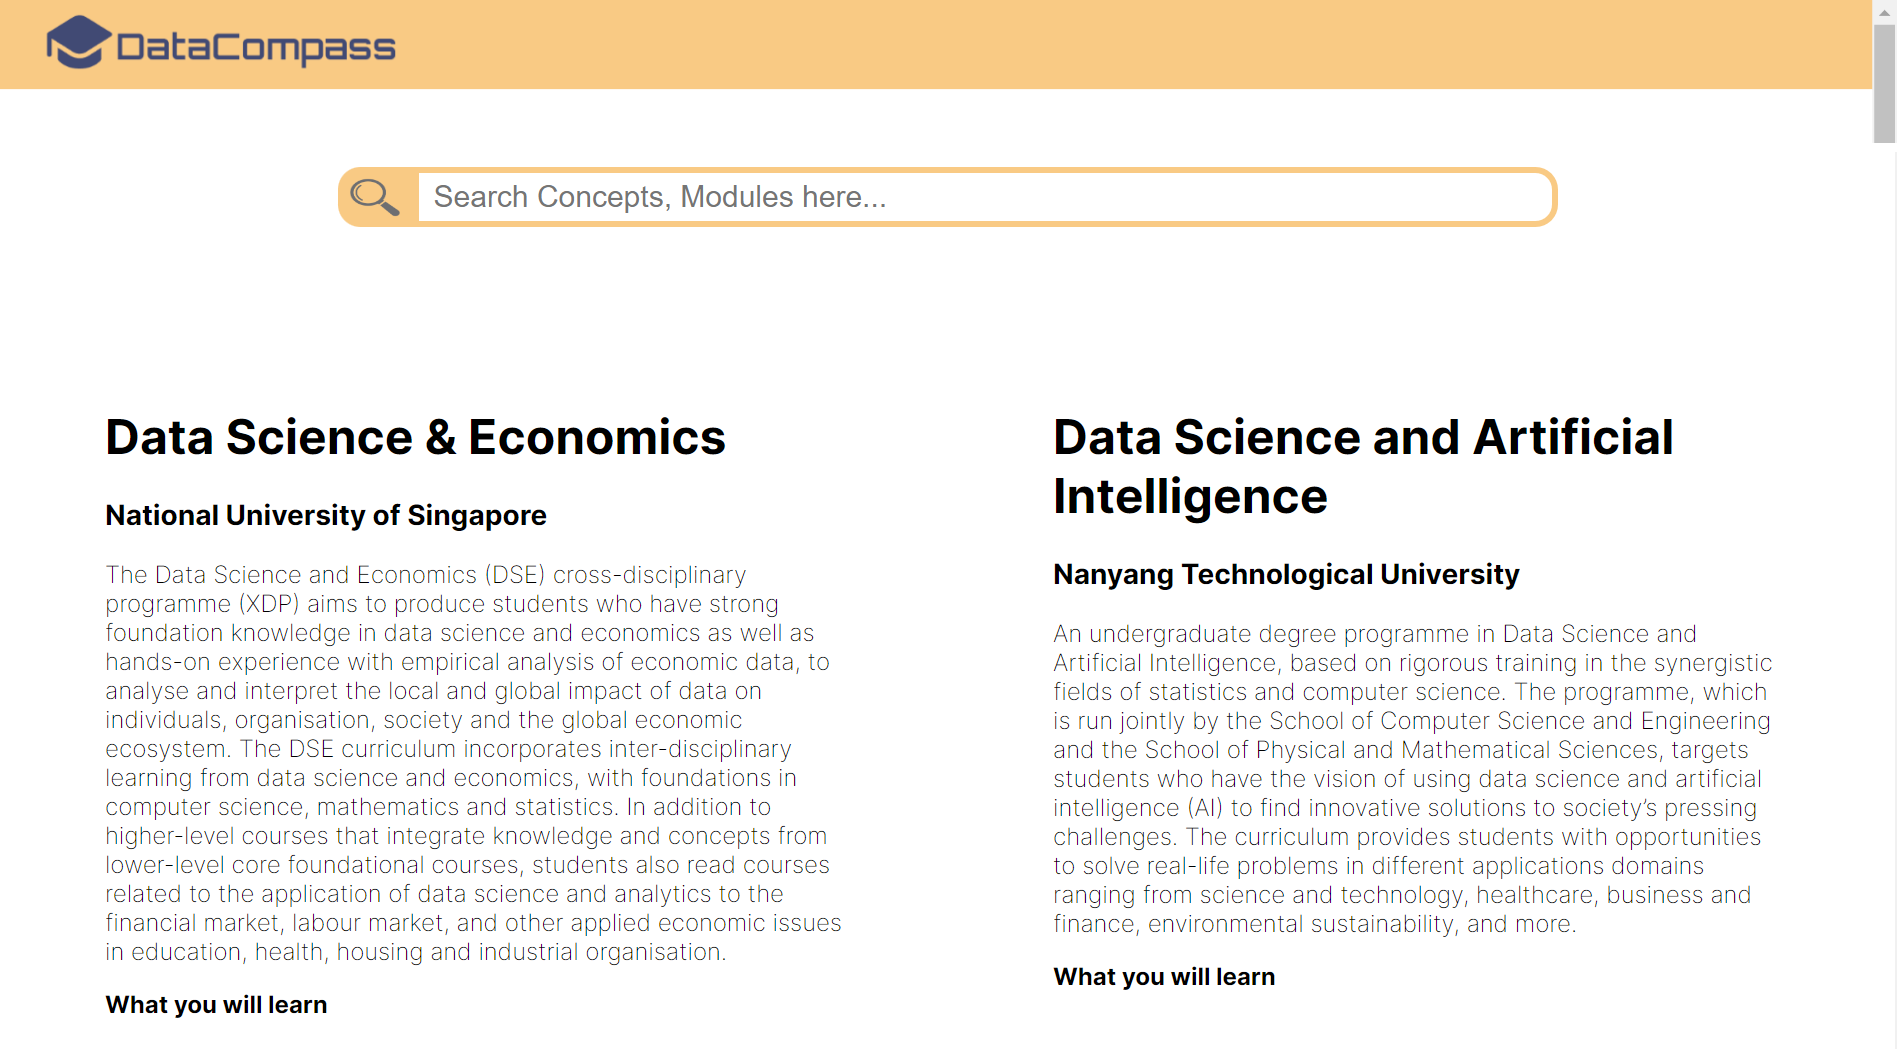 DataCompass
Search Concepts, Modules here...
Data Science & Economics
National University of Singapore
The Data Science and Economics (DSE) cross-disciplinary
programme (XDP) aims to produce students who have strong
foundation knowledge in data science and economics as well as
hands-on experience with empirical analysis of economic data, to
analyse and interpret the local and global impact of data on
individuals, organisation, society and the global economic
ecosystem. The DSE curriculum incorporates inter-disciplinary
learning from data science and economics, with foundations in
computer science, mathematics and statistics. In addition to
higher-level courses that integrate knowledge and concepts from
lower-level core foundational courses, students also read courses
related to the application of data science and analytics to the
financial market, labour market, and other applied economic issues
in education, health, housing and industrial organisation.
What you will learn
Data Science and Artificial
Intelligence
Nanyang Technological University
An undergraduate degree programme in Data Science and
Artificial Intelligence, based on rigorous training in the synergistic
fields of statistics and computer science. The programme, which
is run jointly by the School of Computer Science and Engineering
and the School of Physical and Mathematical Sciences, targets
students who have the vision of using data science and artificial
intelligence (AI) to find innovative solutions to society’s pressing
challenges. The curriculum provides students with opportunities
to solve real-life problems in different applications domains
ranging from science and technology, healthcare, business and
finance, environmental sustainability, and more.
What you will learn